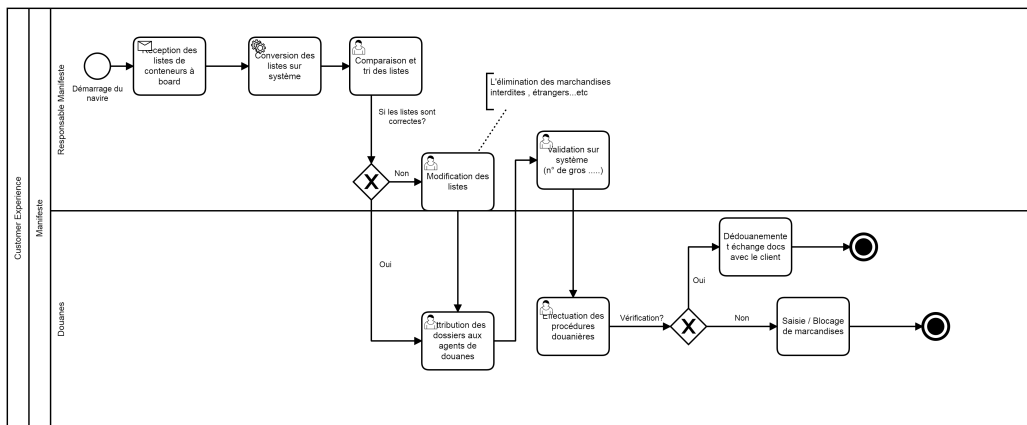 Customer Experience
Manifeste
Responsable Manifeste
Douanes
Démarrage du
navire
Réception des
listes de
conteneurs à
board
Conversion des
listes sur
système
Comparaison et
tri des listes
L'élimination des marchandises
interdites , étrangers...etc
Si les listes sont
correctes?
Non
Modification des
listes
Validation sur
système
(n° de gros .....)
Oui
Attribution des
dossiers aux
agents de
douanes
Effectuation des
procédures
douanières
Vérification?
Oui
Dédouanemente
t échange docs
avec le client
Non
Saisie / Blocage
de marcandises